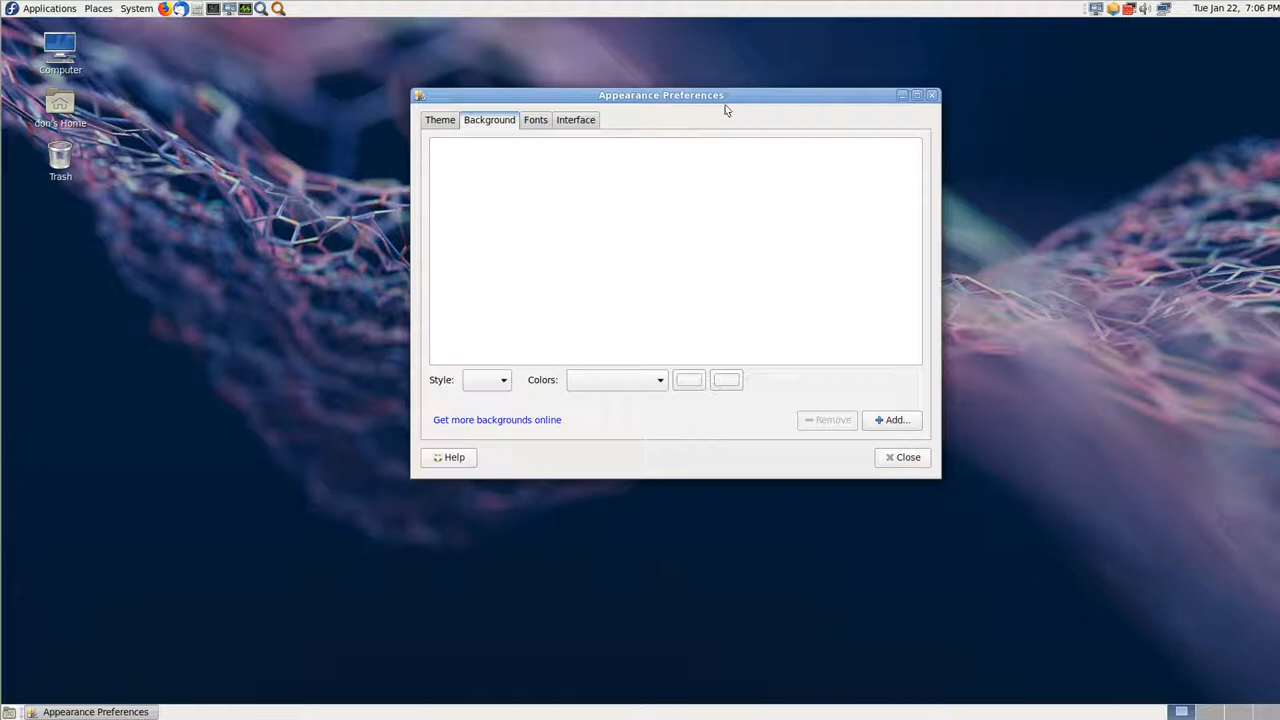 Applications Places System
Tue Jan 22, 7:06 PM
Computer
don's Home
Trash
Appearance Preferences
Theme Background Fonts Interface
Style: Colors:
Get more backgrounds online
Remove Add...
Help Close
Appearance Preferences